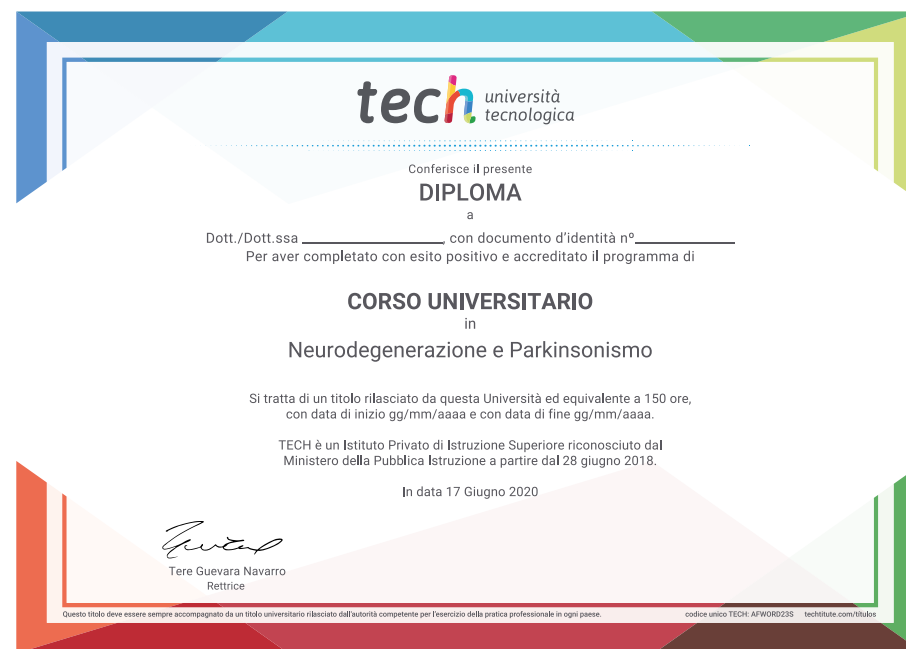 tech università
tecnologica
Conferisce il presente
DIPLOMA
a
Dott./Dott.ssa ____________________, con documento d'identità nº______________
Per aver completato con esito positivo e accreditato il programma di
CORSO UNIVERSITARIO
in
Neurodegenerazione e Parkinsonismo
Si tratta di un titolo rilasciato da questa Università ed equivalente a 150 ore,
con data di inizio gg/mm/aaaa e con data di fine gg/mm/aaaa.
TECH è un Istituto Privato di Istruzione Superiore riconosciuto dal
Ministero della Pubblica Istruzione a partire dal 28 giugno 2018.
In data 17 Giugno 2020
Tere Guevara Navarro
Rettrice
Questo titolo deve essere sempre accompagnato da un titolo universitario rilasciato dall'autorità competente per l'esercizio della pratica professionale in ogni paese. codice unico TECH: AFWORD23S techtitute.com/titulos